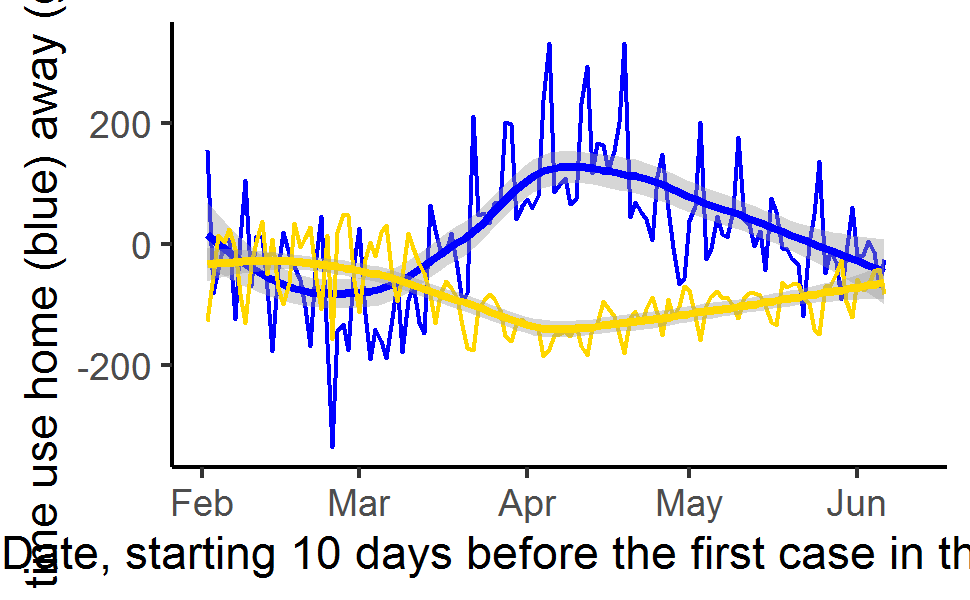 time use home (blue) away (
200
0
-200
Feb Mar Apr May Jun
Date, starting 10 days before the first case in th